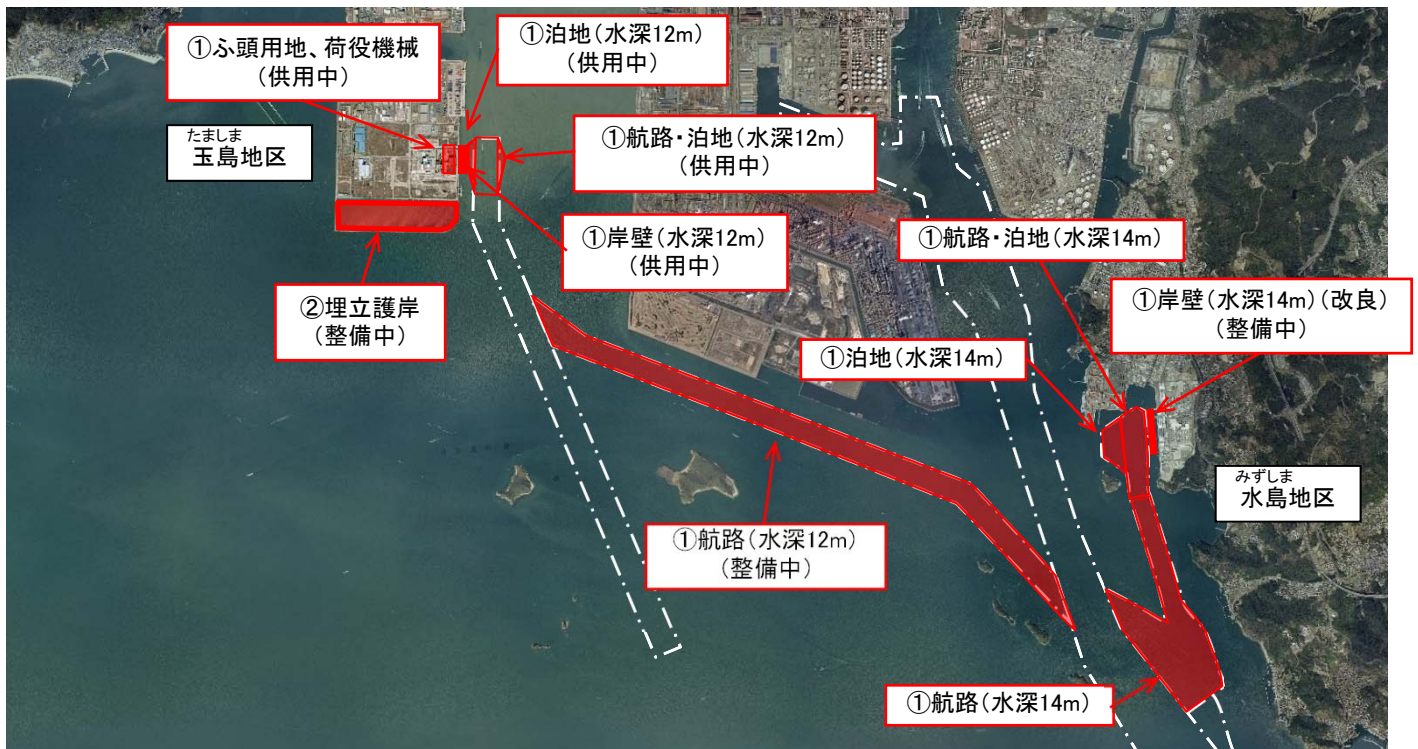 ①ふ頭用地、荷役機械
(供用中)
①泊地(水深12m)
(供用中)
たましま
玉島地区
①航路・泊地(水深12m)
(供用中)
①岸壁(水深12m)
(供用中)
①航路・泊地(水深14m)
②埋立護岸
(整備中)
①岸壁(水深14m)(改良)
(整備中)
①泊地(水深14m)
みずしま
水島地区
①航路(水深12m)
(整備中)
①航路(水深14m)